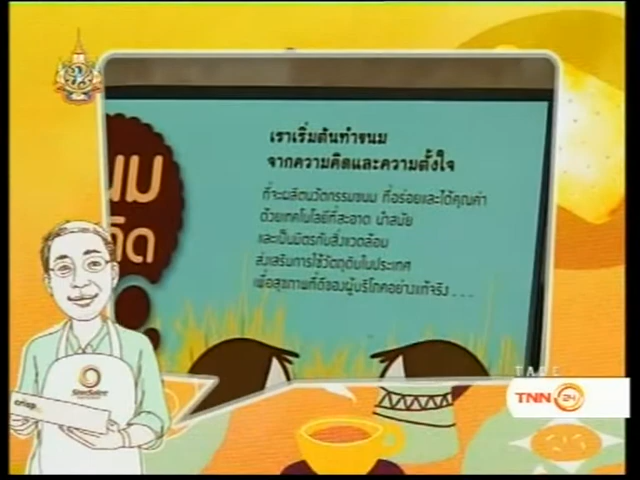 เราเริ่มต้นทำขนม
จากความคิดและความตั้งใจ
ที่จะผลิตนวัตกรรมขนม ที่อร่อยและได้คุณค่า
ด้วยเทคโนโลยีที่สะอาด นำสมัย
และเป็นมิตรกับสิ่งแวดล้อม
ส่งเสริมการใช้วัตถุดิบในประเทศ
เพื่อสุขภาพที่ดีของผู้บริโภคอย่างแท้จริง...
นม
คิด
crisp
TAPE
TNN 24